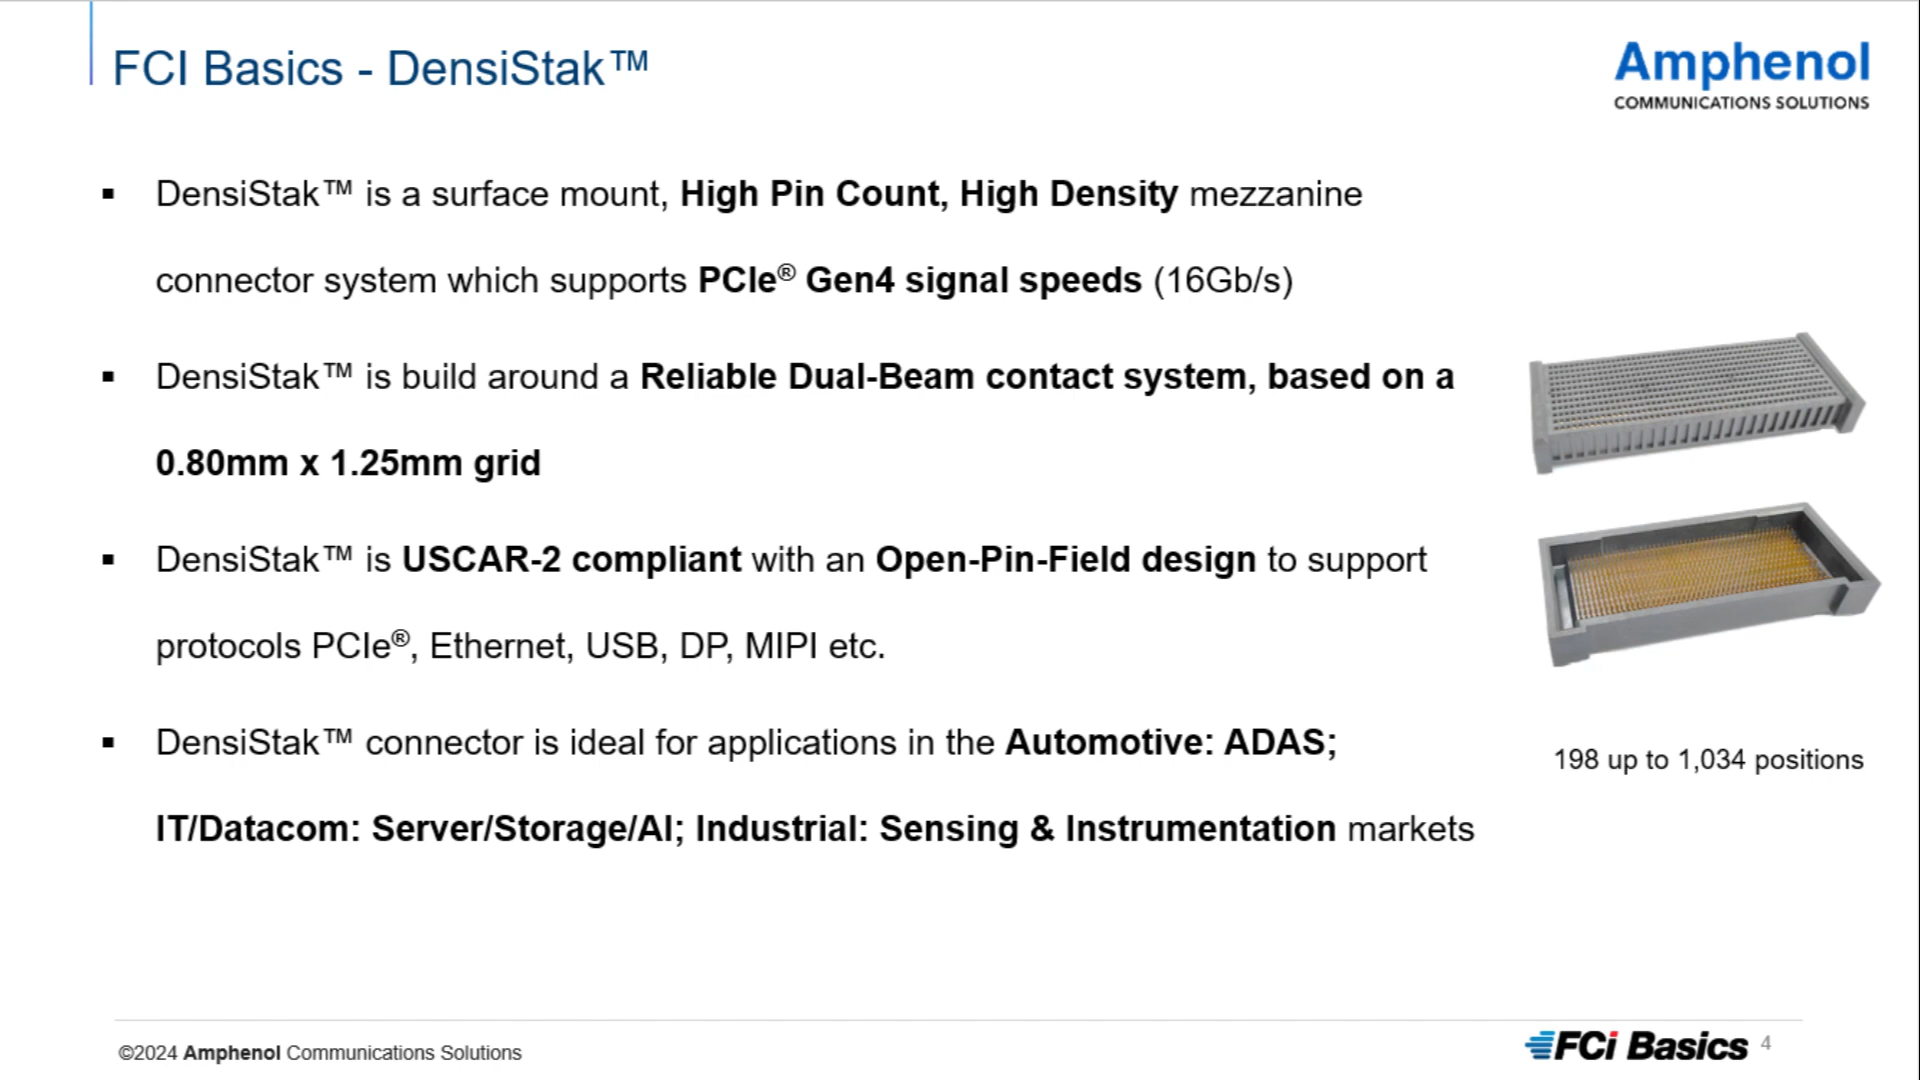 FCI Basics - DensiStak™
Amphenol
COMMUNICATIONS SOLUTIONS
▪ DensiStak™ is a surface mount, High Pin Count, High Density mezzanine
connector system which supports PCIe® Gen4 signal speeds (16Gb/s)
▪ DensiStak™ is build around a Reliable Dual-Beam contact system, based on a
0.80mm x 1.25mm grid
▪ DensiStak™ is USCAR-2 compliant with an Open-Pin-Field design to support
protocols PCIe®, Ethernet, USB, DP, MIPI etc.
▪ DensiStak™ connector is ideal for applications in the Automotive: ADAS;
IT/Datacom: Server/Storage/AI; Industrial: Sensing & Instrumentation markets
198 up to 1,034 positions
©2024 Amphenol Communications Solutions
FCi Basics
4